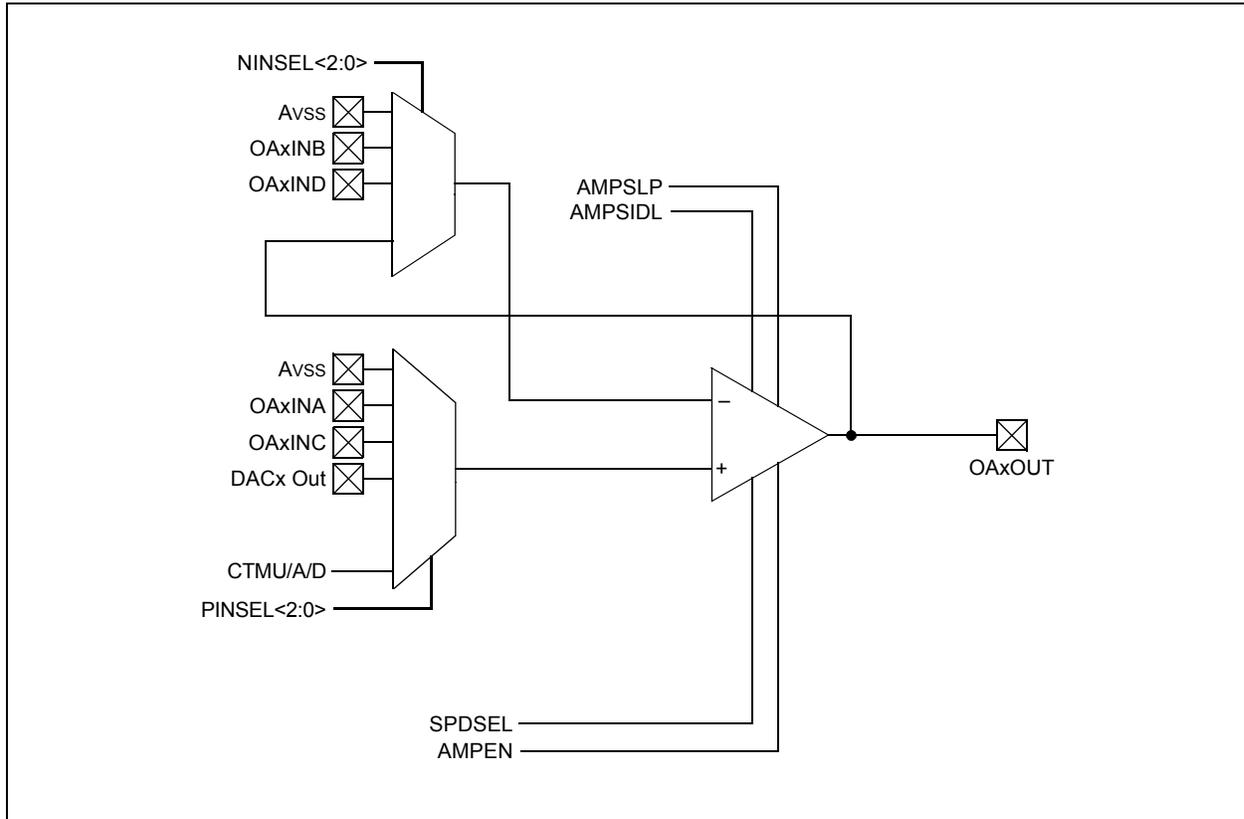 NINSEL<2:0>
AVSS
OAxINB
OAxIND
AMPSLP
AMPSIDL
AVSS
OAxINA
OAxINC
DACx Out
CTMU/A/D
PINSEL<2:0>
–
+
OAxOUT
SPDSEL
AMPEN